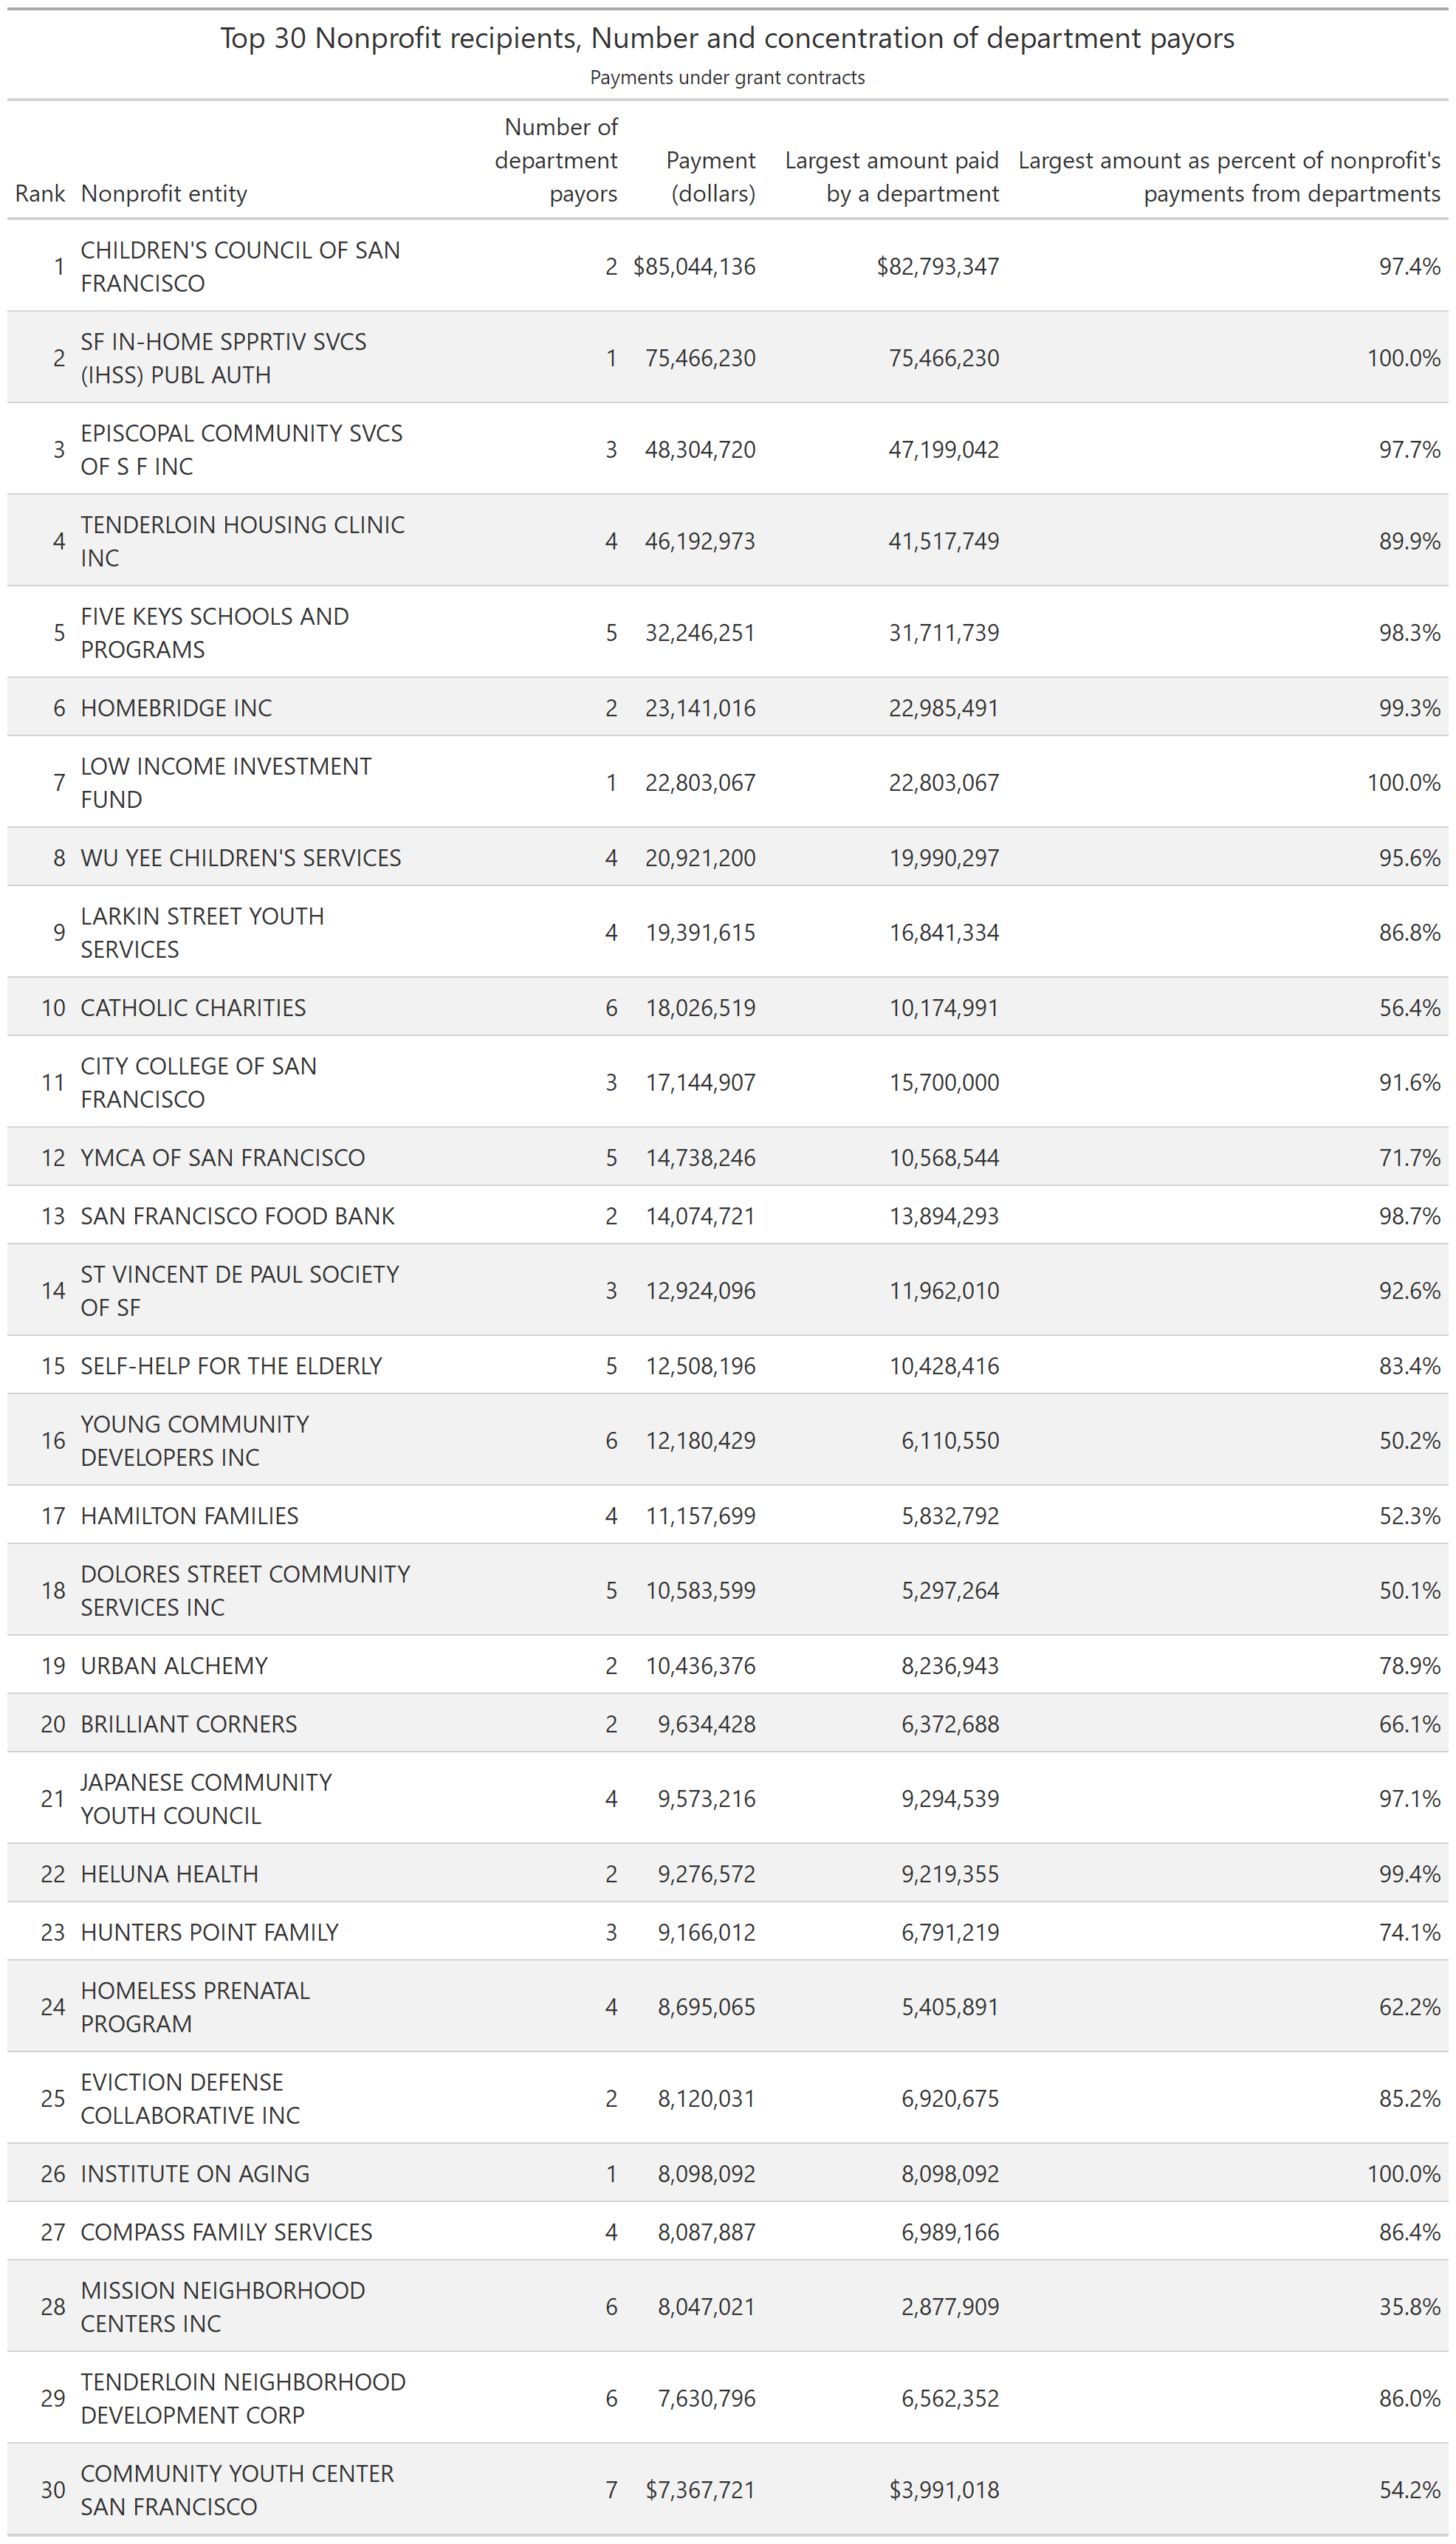 Top 30 Nonprofit recipients, Number and concentration of department payors
Payments under grant contracts
Rank Nonprofit entity Number of department payors Payment (dollars) Largest amount paid by a department Largest amount as percent of nonprofit's payments from departments
1 CHILDREN'S COUNCIL OF SAN FRANCISCO 2 $85,044,136 $82,793,347 97.4%
2 SF IN-HOME SPPRTIV SVCS (IHSS) PUBL AUTH 1 75,466,230 75,466,230 100.0%
3 EPISCOPAL COMMUNITY SVCS OF S F INC 3 48,304,720 47,199,042 97.7%
4 TENDERLOIN HOUSING CLINIC INC 4 46,192,973 41,517,749 89.9%
5 FIVE KEYS SCHOOLS AND PROGRAMS 5 32,246,251 31,711,739 98.3%
6 HOMEBRIDGE INC 2 23,141,016 22,985,491 99.3%
7 LOW INCOME INVESTMENT FUND 1 22,803,067 22,803,067 100.0%
8 WU YEE CHILDREN'S SERVICES 4 20,921,200 19,990,297 95.6%
9 LARKIN STREET YOUTH SERVICES 4 19,391,615 16,841,334 86.8%
10 CATHOLIC CHARITIES 6 18,026,519 10,174,991 56.4%
11 CITY COLLEGE OF SAN FRANCISCO 3 17,144,907 15,700,000 91.6%
12 YMCA OF SAN FRANCISCO 5 14,738,246 10,568,544 71.7%
13 SAN FRANCISCO FOOD BANK 2 14,074,721 13,894,293 98.7%
14 ST VINCENT DE PAUL SOCIETY OF SF 3 12,924,096 11,962,010 92.6%
15 SELF-HELP FOR THE ELDERLY 5 12,508,196 10,428,416 83.4%
16 YOUNG COMMUNITY DEVELOPERS INC 6 12,180,429 6,110,550 50.2%
17 HAMILTON FAMILIES 4 11,157,699 5,832,792 52.3%
18 DOLORES STREET COMMUNITY SERVICES INC 5 10,583,599 5,297,264 50.1%
19 URBAN ALCHEMY 2 10,436,376 8,236,943 78.9%
20 BRILLIANT CORNERS 2 9,634,428 6,372,688 66.1%
21 JAPANESE COMMUNITY YOUTH COUNCIL 4 9,573,216 9,294,539 97.1%
22 HELUNA HEALTH 2 9,276,572 9,219,355 99.4%
23 HUNTERS POINT FAMILY 3 9,166,012 6,791,219 74.1%
24 HOMELESS PRENATAL PROGRAM 4 8,695,065 5,405,891 62.2%
25 EVICTION DEFENSE COLLABORATIVE INC 2 8,120,031 6,920,675 85.2%
26 INSTITUTE ON AGING 1 8,098,092 8,098,092 100.0%
27 COMPASS FAMILY SERVICES 4 8,087,887 6,989,166 86.4%
28 MISSION NEIGHBORHOOD CENTERS INC 6 8,047,021 2,877,909 35.8%
29 TENDERLOIN NEIGHBORHOOD DEVELOPMENT CORP 6 7,630,796 6,562,352 86.0%
30 COMMUNITY YOUTH CENTER SAN FRANCISCO 7 $7,367,721 $3,991,018 54.2%